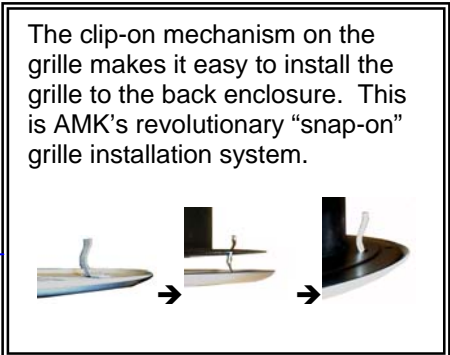 The clip-on mechanism on the
grille makes it easy to install the
grille to the back enclosure.  This
is AMK's revolutionary “snap-on”
grille installation system.